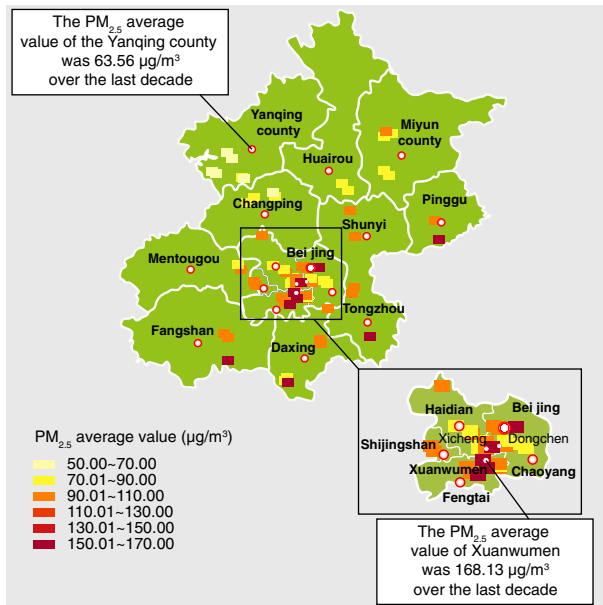 The PM2.5 average
value of the Yanqing county
was 63.56 µg/m³
over the last decade
Yanqing
county
Miyun
county
Huairou
Changping
Pinggu
Shunyi
Mentougou
Bei jing
Tongzhou
Fangshan
Daxing
Haidian
Bei jing
Xicheng
Dongchen
Shijingshan
Xuanwumen
Chaoyang
Fengtai
PM2.5 average value (µg/m³)
50.00~70.00
70.01~90.00
90.01~110.00
110.01~130.00
130.01~150.00
150.01~170.00
The PM2.5 average
value of Xuanwumen
was 168.13 µg/m³
over the last decade